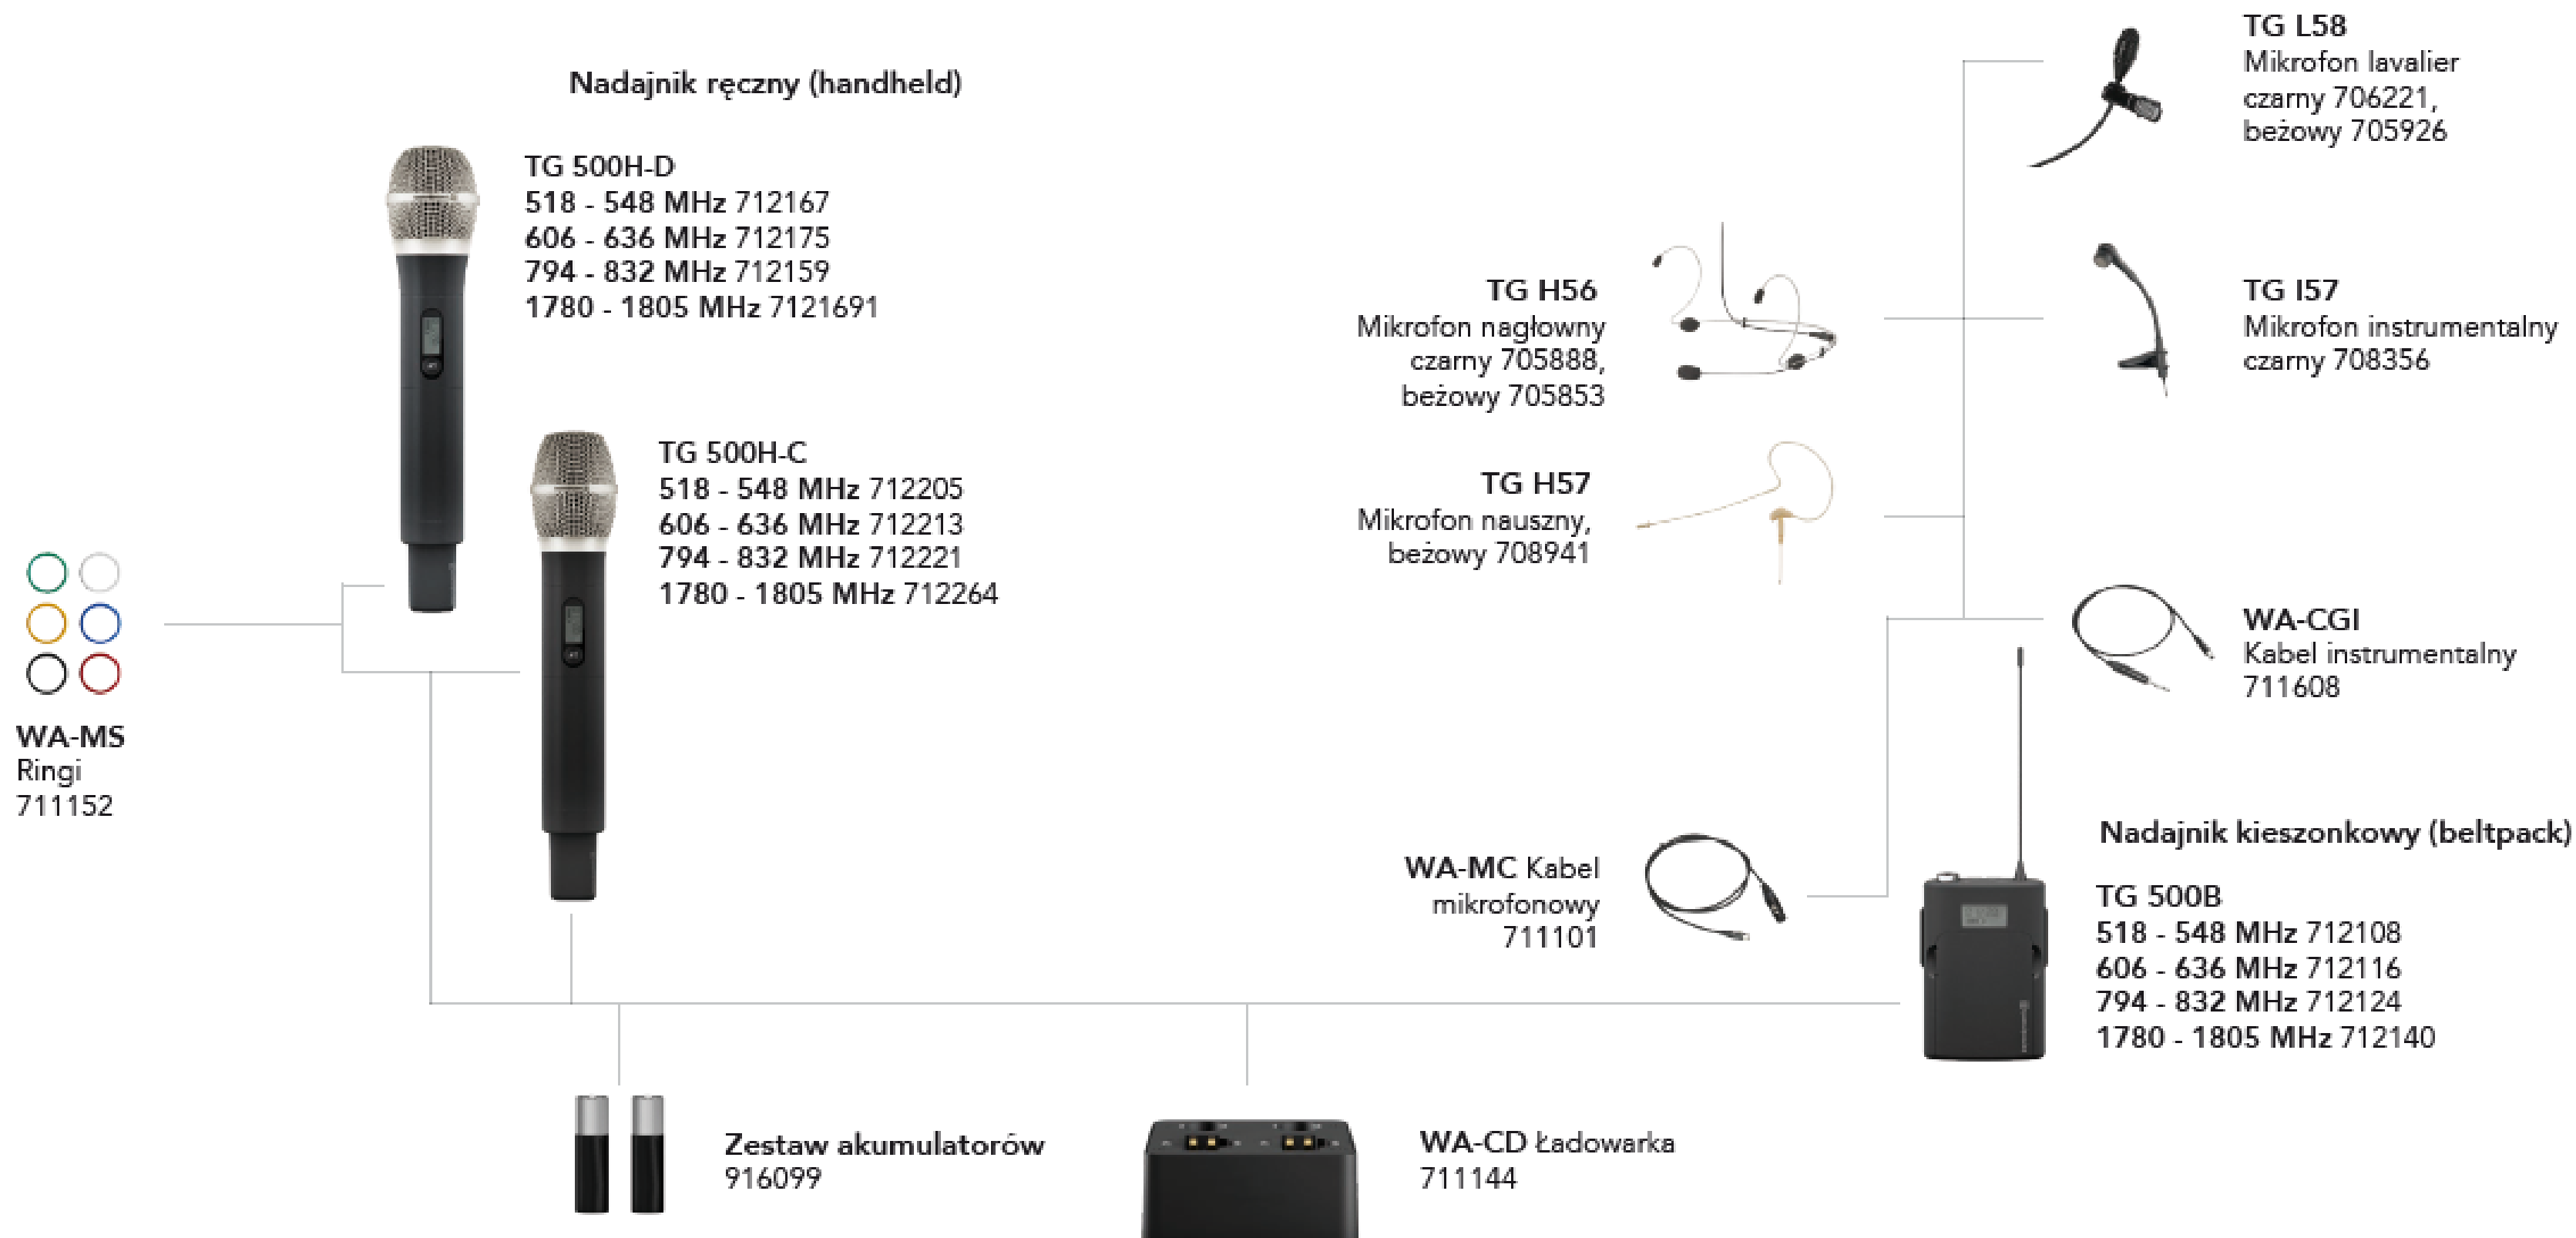 Nadajnik ręczny (handheld)
TG 500H-D
518 - 548 MHz 712167
606 - 636 MHz 712175
794 - 832 MHz 712159
1780 - 1805 MHz 7121691
TG 500H-C
518 - 548 MHz 712205
606 - 636 MHz 712213
794 - 832 MHz 712221
1780 - 1805 MHz 712264
WA-MS
Ringi
711152
TG L58
Mikrofon lavalier
czarny 706221,
beżowy 705926
TG H56
Mikrofon nagłowny
czarny 705888,
beżowy 705853
TG I57
Mikrofon instrumentalny
czarny 708356
TG H57
Mikrofon nauszny,
beżowy 708941
WA-CGI
Kabel instrumentalny
711608
WA-MC Kabel
mikrofonowy
711101
Nadajnik kieszonkowy (beltpack)
TG 500B
518 - 548 MHz 712108
606 - 636 MHz 712116
794 - 832 MHz 712124
1780 - 1805 MHz 712140
Zestaw akumulatorów
916099
WA-CD Ładowarka
711144